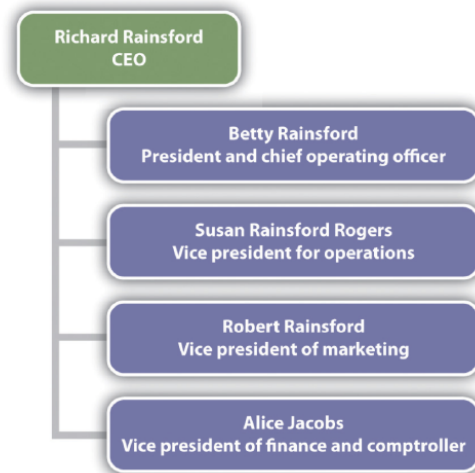 Richard Rainsford
CEO
Betty Rainsford
President and chief operating officer
Susan Rainsford Rogers
Vice president for operations
Robert Rainsford
Vice president of marketing
Alice Jacobs
Vice president of finance and comptroller